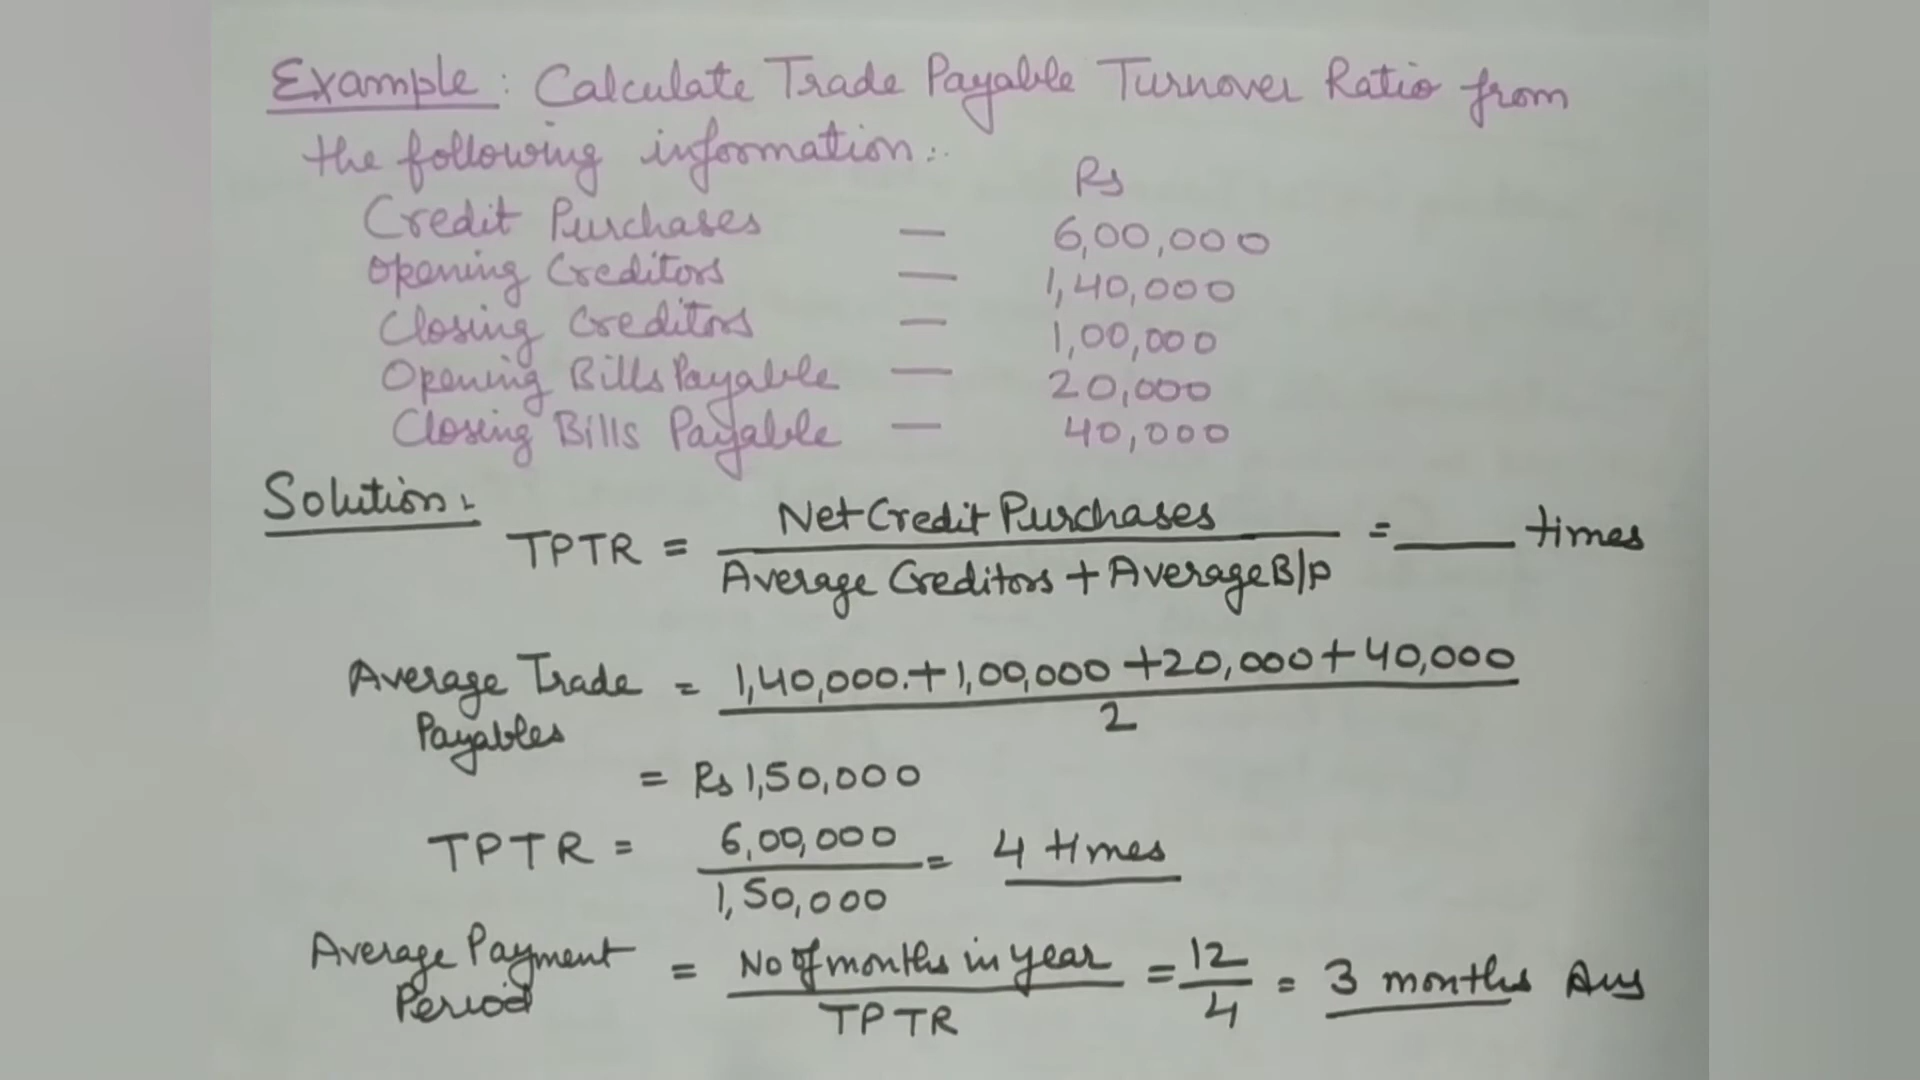 Example: Calculate Trade Payable Turnover Ratio from
the following information:
Rs
Credit Purchases — 6,00,000
Opening Creditors — 1,40,000
Closing Creditors — 1,00,000
Opening Bills Payable — 20,000
Closing Bills Payable — 40,000
Solution:
TPTR = Net Credit Purchases / Average Creditors + Average B/P = ____ times
Average Trade Payables = 1,40,000 + 1,00,000 + 20,000 + 40,000 / 2
= Rs 1,50,000
TPTR = 6,00,000 / 1,50,000 = 4 times
Average Payment Period = No of months in year / TPTR = 12 / 4 = 3 months Ans